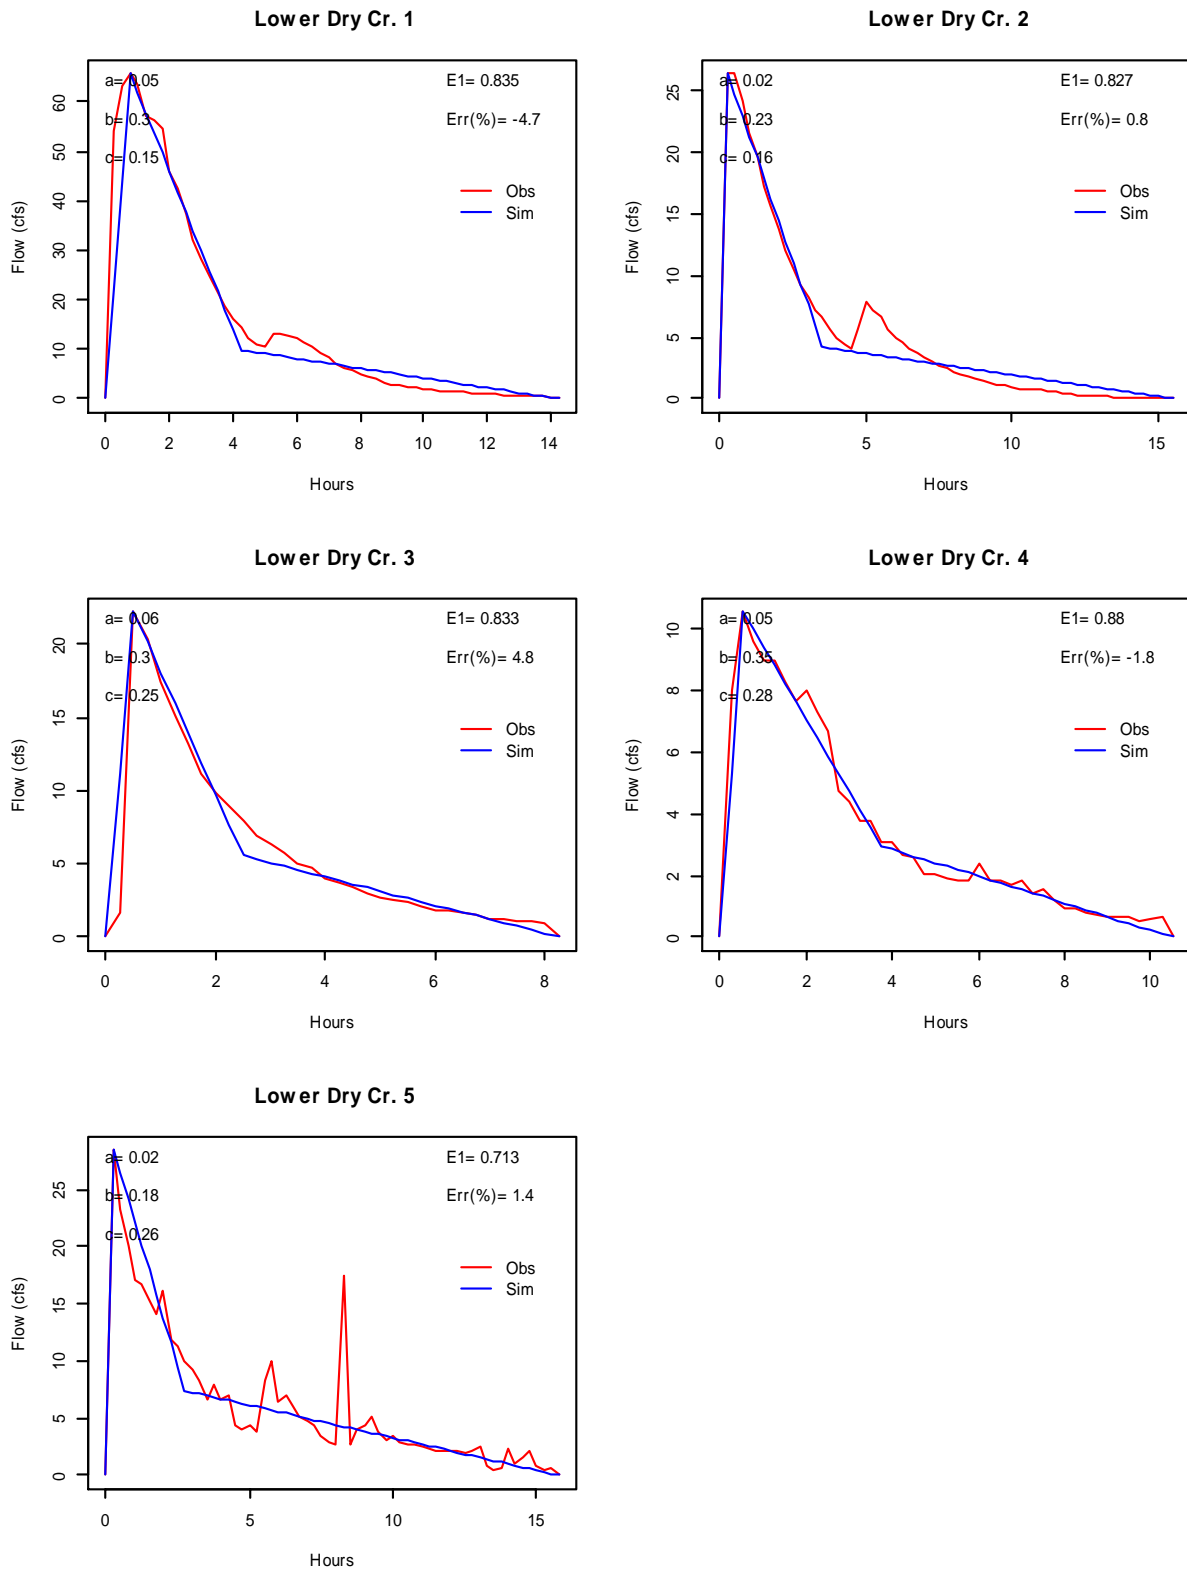 Lower Dry Cr. 1
a= 0.05
E1= 0.835
b= 0.3
Err(%)= -4.7
c= 0.15
Obs
Sim
Flow (cfs)
0 10 20 30 40 50 60
0 2 4 6 8 10 12 14
Hours
Lower Dry Cr. 2
a= 0.02
E1= 0.827
b= 0.23
Err(%)= 0.8
c= 0.16
Obs
Sim
Flow (cfs)
0 5 10 15 20 25
0 5 10 15
Hours
Lower Dry Cr. 3
a= 0.06
E1= 0.833
b= 0.3
Err(%)= 4.8
c= 0.25
Obs
Sim
Flow (cfs)
0 5 10 15 20
0 2 4 6 8
Hours
Lower Dry Cr. 4
a= 0.05
E1= 0.88
b= 0.35
Err(%)= -1.8
c= 0.28
Obs
Sim
Flow (cfs)
0 2 4 6 8 10
0 2 4 6 8 10
Hours
Lower Dry Cr. 5
a= 0.02
E1= 0.713
b= 0.18
Err(%)= 1.4
c= 0.26
Obs
Sim
Flow (cfs)
0 5 10 15 20 25
0 5 10 15
Hours